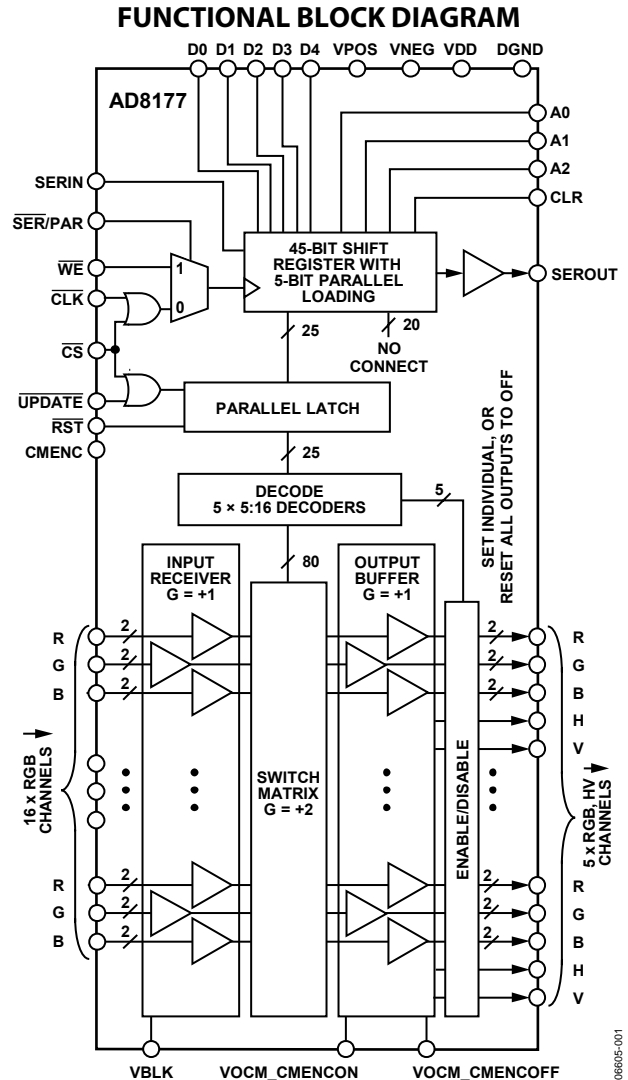 FUNCTIONAL BLOCK DIAGRAM
D0 D1 D2 D3 D4 VPOS VNEG VDD DGND
AD8177
A0
A1
A2
CLR
SERIN
SER/PAR
WE
CLK
CS
UPDATE
RST
CMENC
1
0
45-BIT SHIFT
REGISTER WITH
5-BIT PARALLEL
LOADING
SEROUT
25
20
NO
CONNECT
PARALLEL LATCH
25
DECODE
5 × 5:16 DECODERS
5
80
SET INDIVIDUAL, OR
RESET ALL OUTPUTS TO OFF
INPUT
RECEIVER
G = +1
OUTPUT
BUFFER
G = +1
SWITCH
MATRIX
G = +2
ENABLE/DISABLE
R 2
G 2
B 2
16 x RGB
CHANNELS
R 2
G 2
B 2
2 R
2 G
2 B
H
V
5 x RGB, HV
CHANNELS
2 R
2 G
2 B
H
V
VBLK VOCM_CMENCON VOCM_CMENCOFF
06605-001